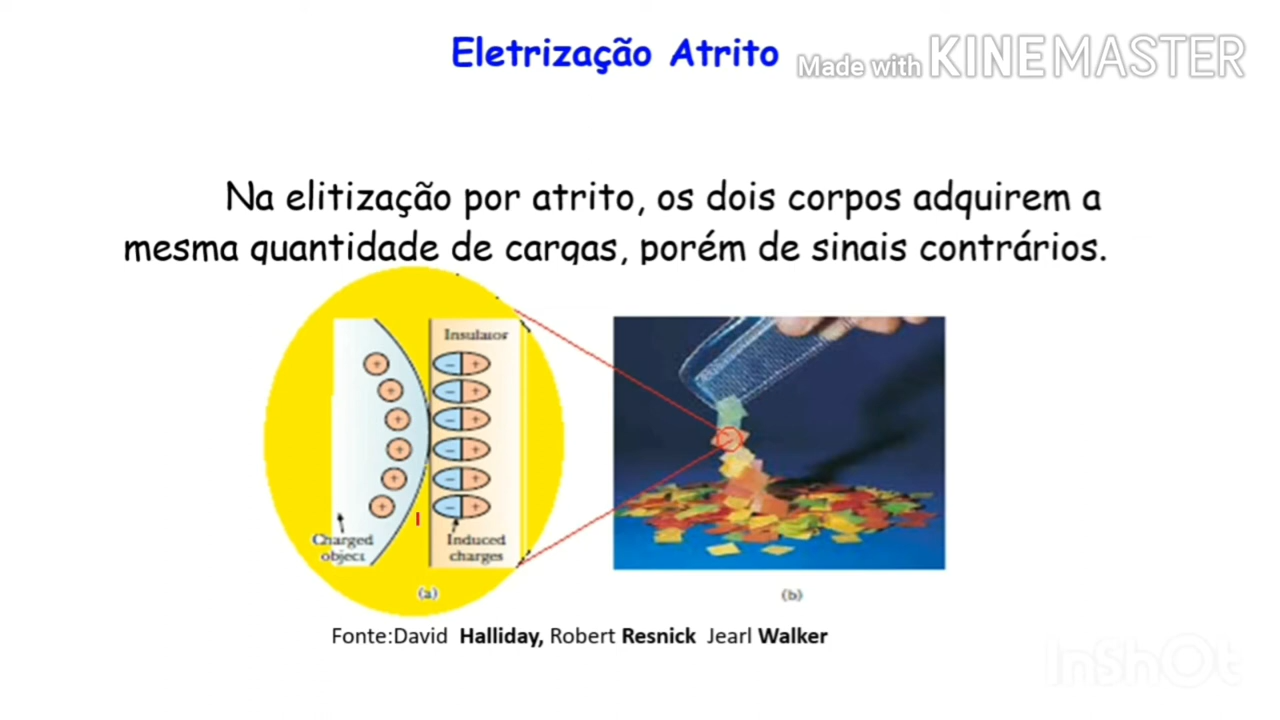 Eletrização Atrito
Made with KINEMASTER
Na elitização por atrito, os dois corpos adquirem a
mesma quantidade de cargas, porém de sinais contrários.
Insulator
Charged
object
Induced
charges
(a)
(b)
Fonte:David Halliday, Robert Resnick Jearl Walker
InShOt